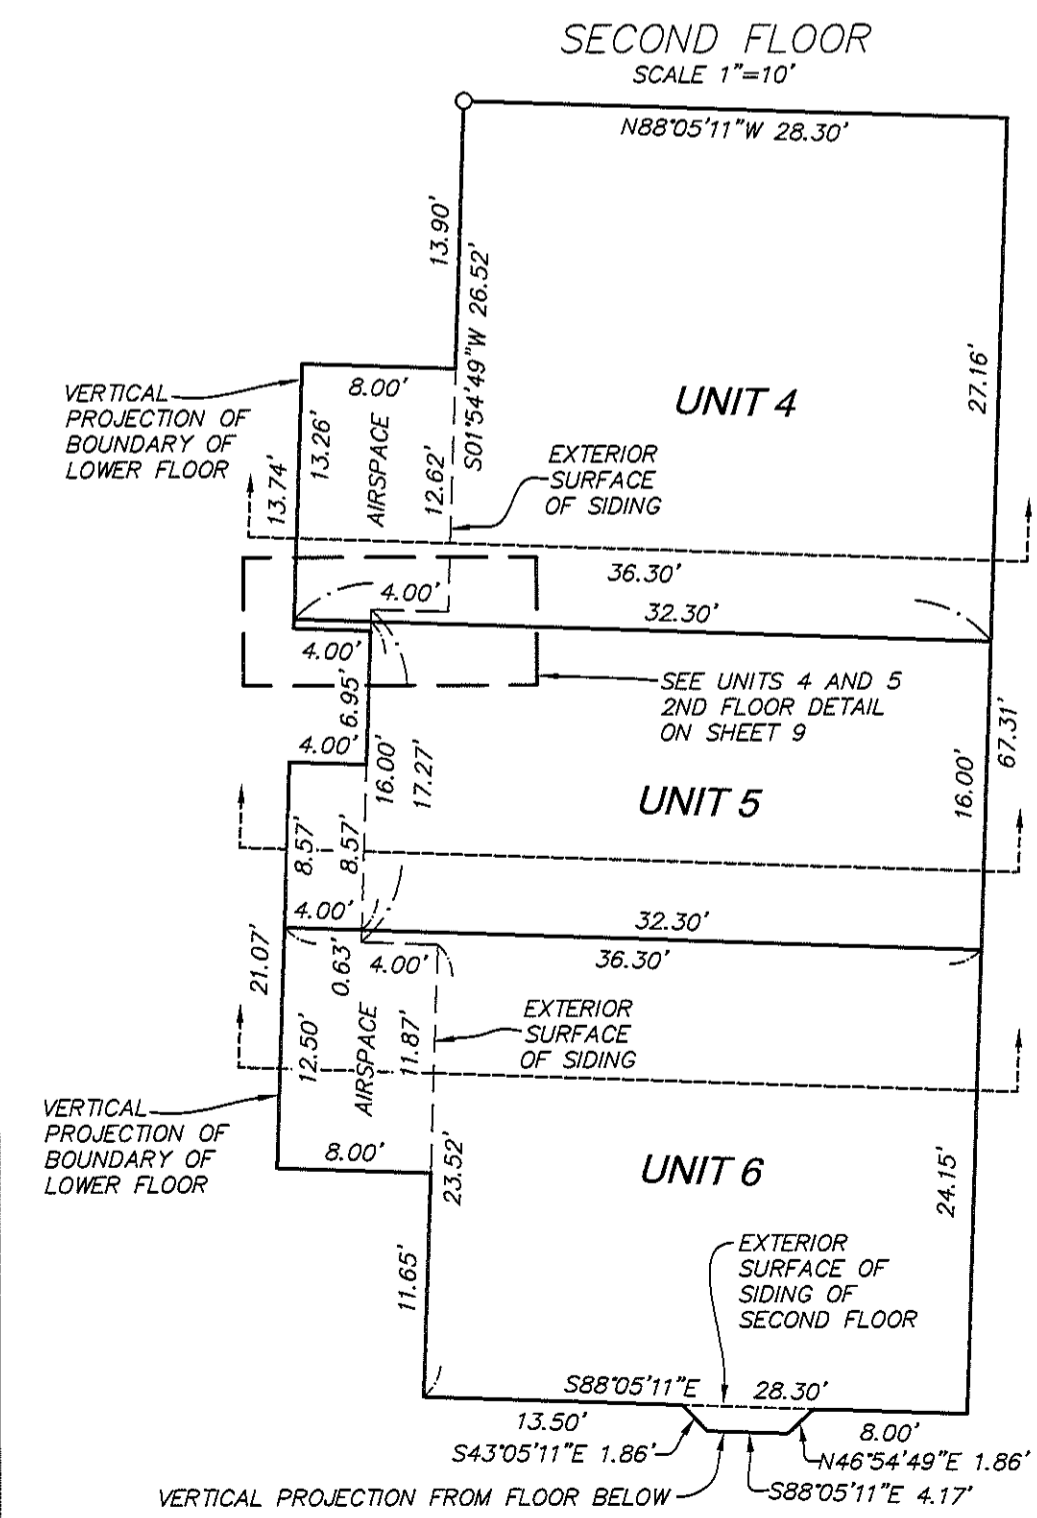 SECOND FLOOR
SCALE 1"=10'
N88°05'11"W 28.30'
13.90'
S01°54'49"W 26.52'
27.16'
UNIT 4
VERTICAL
PROJECTION OF
BOUNDARY OF
LOWER FLOOR
8.00'
13.26'
13.74'
AIRSPACE
12.62'
EXTERIOR
SURFACE
OF SIDING
36.30'
4.00'
32.30'
4.00'
SEE UNITS 4 AND 5
2ND FLOOR DETAIL
ON SHEET 9
6.95'
4.00'
16.00'
17.27'
67.31'
16.00'
UNIT 5
8.57'
8.57'
4.00'
32.30'
21.07'
0.63'
4.00'
36.30'
EXTERIOR
SURFACE
OF SIDING
12.50'
AIRSPACE
11.87'
VERTICAL
PROJECTION OF
BOUNDARY OF
LOWER FLOOR
8.00'
23.52'
UNIT 6
24.15'
11.65'
EXTERIOR
SURFACE OF
SIDING OF
SECOND FLOOR
S88°05'11"E 28.30'
13.50'
8.00'
S43°05'11"E 1.86'
N46°54'49"E 1.86'
VERTICAL PROJECTION FROM FLOOR BELOW
S88°05'11"E 4.17'